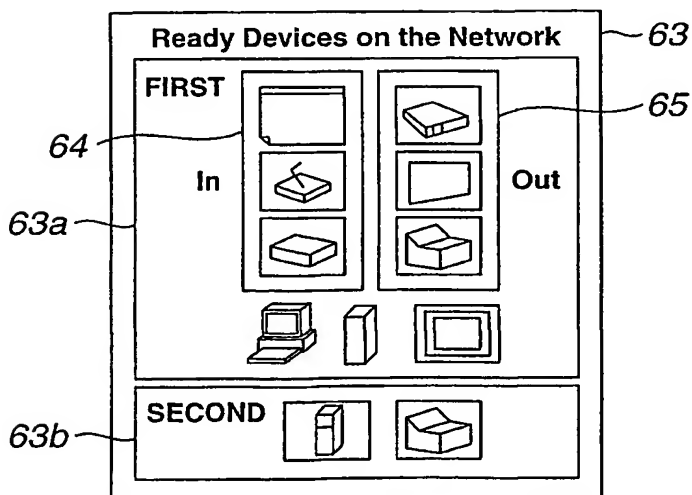 Ready Devices on the Network
63
FIRST
65
64
In
Out
63a
SECOND
63b